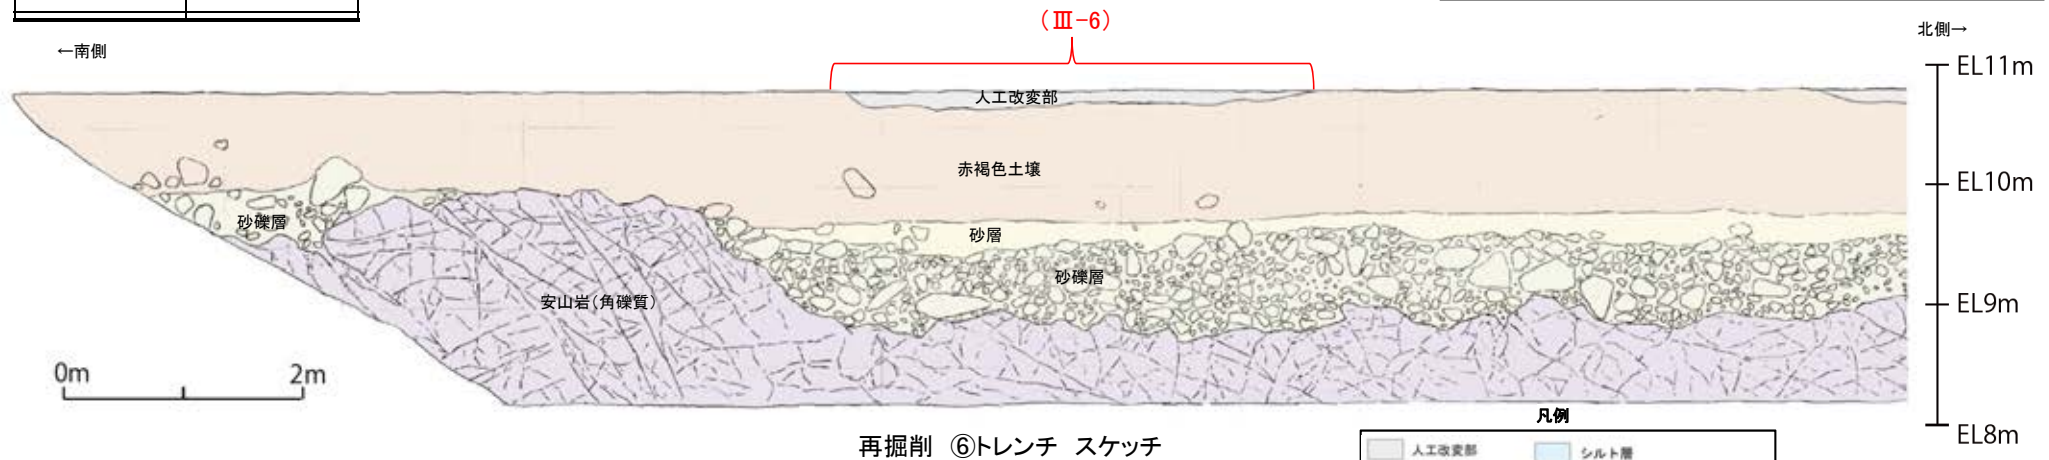 (Ⅲ-6)
←南側
北側→
EL11m
人工改変部
赤褐色土壌
EL10m
砂礫層
砂層
砂礫層
安山岩(角礫質)
EL9m
0m 2m
凡例
再掘削 ⑥トレンチ スケッチ
EL8m
人工改変部 シルト層